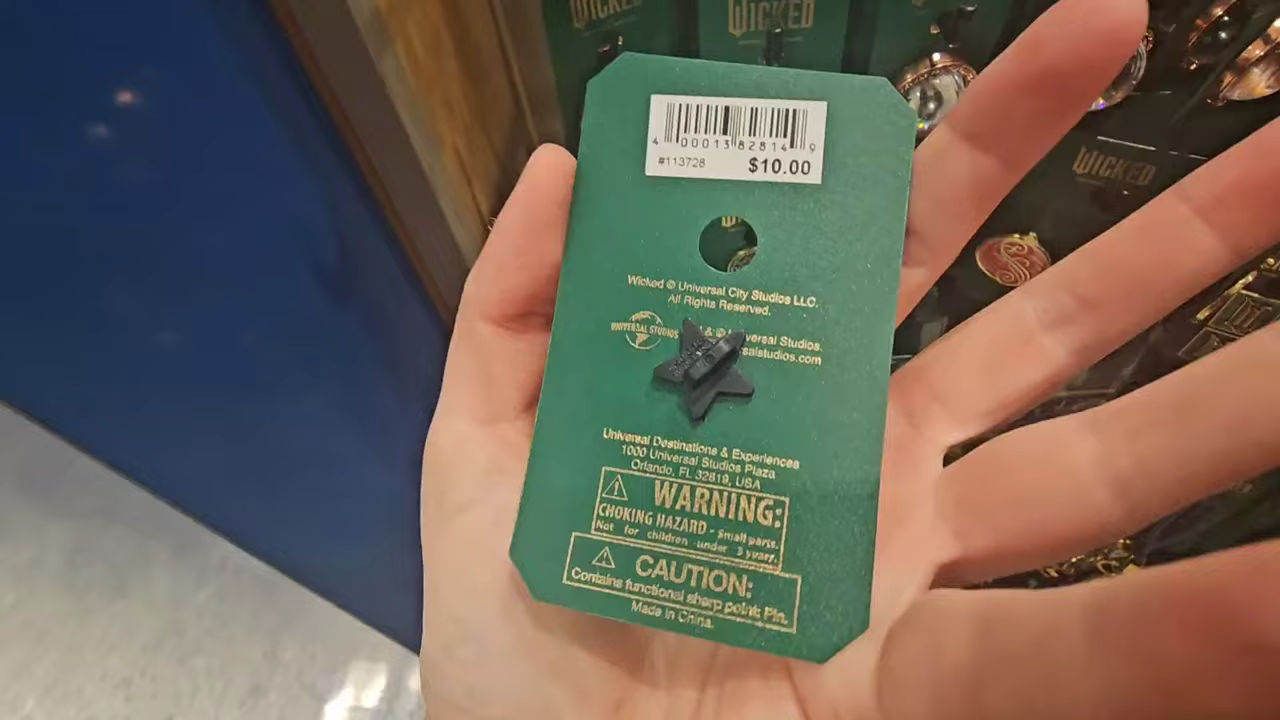 WICKED
WICKED
4 00013 82814 9
#113728 $10.00
WICKED
Wicked © Universal City Studios LLC.
All Rights Reserved.
UNIVERSAL STUDIOS
& © Universal Studios.
Universal Destinations & Experiences
1000 Universal Studios Plaza
Orlando, FL 32819, USA
WARNING:
CHOKING HAZARD - Small parts.
Not for children under 3 years.
CAUTION:
Contains functional sharp point: Pin.
Made in China.